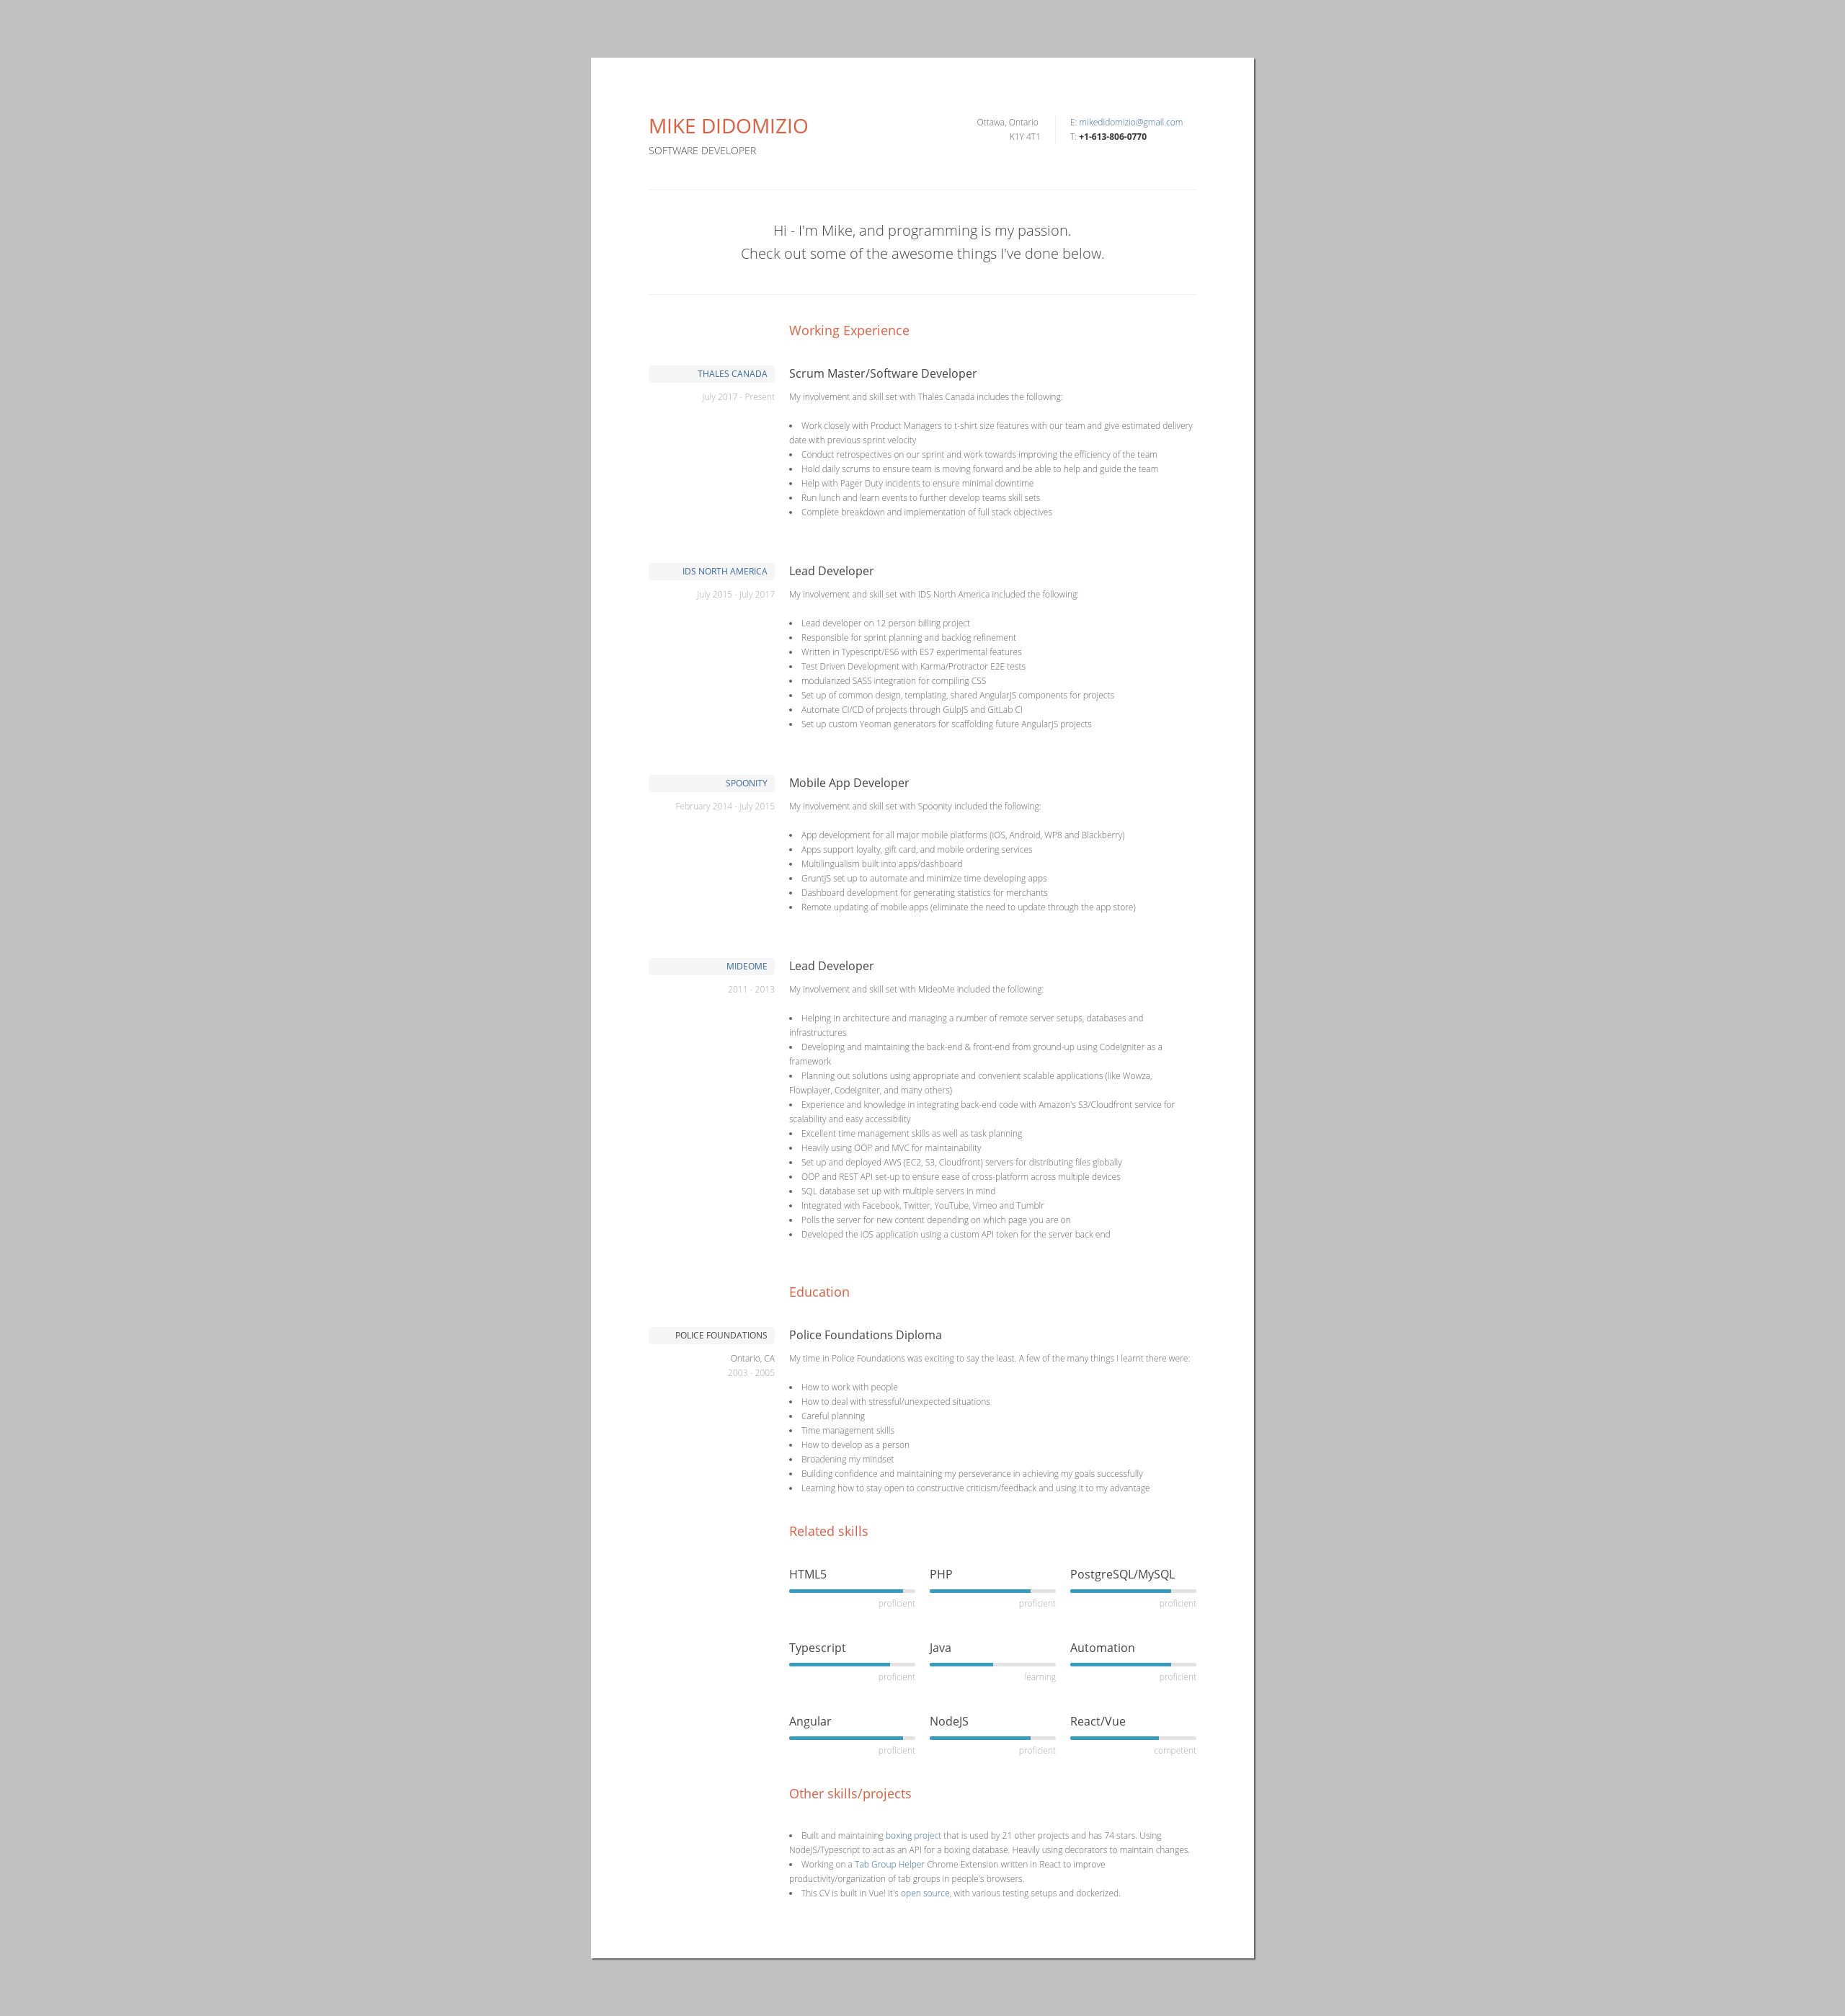 MIKE DIDOMIZIO
SOFTWARE DEVELOPER
Ottawa, Ontario
K1Y 4T1
E: mikedidomizio@gmail.com
T: +1-613-806-0770
Hi - I'm Mike, and programming is my passion.
Check out some of the awesome things I've done below.
Working Experience
THALES CANADA
July 2017 - Present
Scrum Master/Software Developer
My involvement and skill set with Thales Canada includes the following:
• Work closely with Product Managers to t-shirt size features with our team and give estimated delivery
date with previous sprint velocity
• Conduct retrospectives on our sprint and work towards improving the efficiency of the team
• Hold daily scrums to ensure team is moving forward and be able to help and guide the team
• Help with Pager Duty incidents to ensure minimal downtime
• Run lunch and learn events to further develop teams skill sets
• Complete breakdown and implementation of full stack objectives
IDS NORTH AMERICA
July 2015 - July 2017
Lead Developer
My involvement and skill set with IDS North America included the following:
• Lead developer on 12 person billing project
• Responsible for sprint planning and backlog refinement
• Written in Typescript/ES6 with ES7 experimental features
• Test Driven Development with Karma/Protractor E2E tests
• modularized SASS integration for compiling CSS
• Set up of common design, templating, shared AngularJS components for projects
• Automate CI/CD of projects through GulpJS and GitLab CI
• Set up custom Yeoman generators for scaffolding future AngularJS projects
SPOONITY
February 2014 - July 2015
Mobile App Developer
My involvement and skill set with Spoonity included the following:
• App development for all major mobile platforms (iOS, Android, WP8 and Blackberry)
• Apps support loyalty, gift card, and mobile ordering services
• Multilingualism built into apps/dashboard
• GruntJS set up to automate and minimize time developing apps
• Dashboard development for generating statistics for merchants
• Remote updating of mobile apps (eliminate the need to update through the app store)
MIDEOME
2011 - 2013
Lead Developer
My involvement and skill set with MideoMe included the following:
• Helping in architecture and managing a number of remote server setups, databases and
infrastructures
• Developing and maintaining the back-end & front-end from ground-up using CodeIgniter as a
framework
• Planning out solutions using appropriate and convenient scalable applications (like Wowza,
Flowplayer, CodeIgniter, and many others)
• Experience and knowledge in integrating back-end code with Amazon's S3/Cloudfront service for
scalability and easy accessibility
• Excellent time management skills as well as task planning
• Heavily using OOP and MVC for maintainability
• Set up and deployed AWS (EC2, S3, Cloudfront) servers for distributing files globally
• OOP and REST API set-up to ensure ease of cross-platform across multiple devices
• SQL database set up with multiple servers in mind
• Integrated with Facebook, Twitter, YouTube, Vimeo and Tumblr
• Polls the server for new content depending on which page you are on
• Developed the iOS application using a custom API token for the server back end
Education
POLICE FOUNDATIONS
Ontario, CA
2003 - 2005
Police Foundations Diploma
My time in Police Foundations was exciting to say the least. A few of the many things I learnt there were:
• How to work with people
• How to deal with stressful/unexpected situations
• Careful planning
• Time management skills
• How to develop as a person
• Broadening my mindset
• Building confidence and maintaining my perseverance in achieving my goals successfully
• Learning how to stay open to constructive criticism/feedback and using it to my advantage
Related skills
HTML5 PHP PostgreSQL/MySQL
proficient proficient proficient
Typescript Java Automation
proficient learning proficient
Angular NodeJS React/Vue
proficient proficient competent
Other skills/projects
• Built and maintaining boxing project that is used by 21 other projects and has 74 stars. Using
NodeJS/Typescript to act as an API for a boxing database. Heavily using decorators to maintain changes.
• Working on a Tab Group Helper Chrome Extension written in React to improve
productivity/organization of tab groups in people's browsers.
• This CV is built in Vue! It's open source, with various testing setups and dockerized.